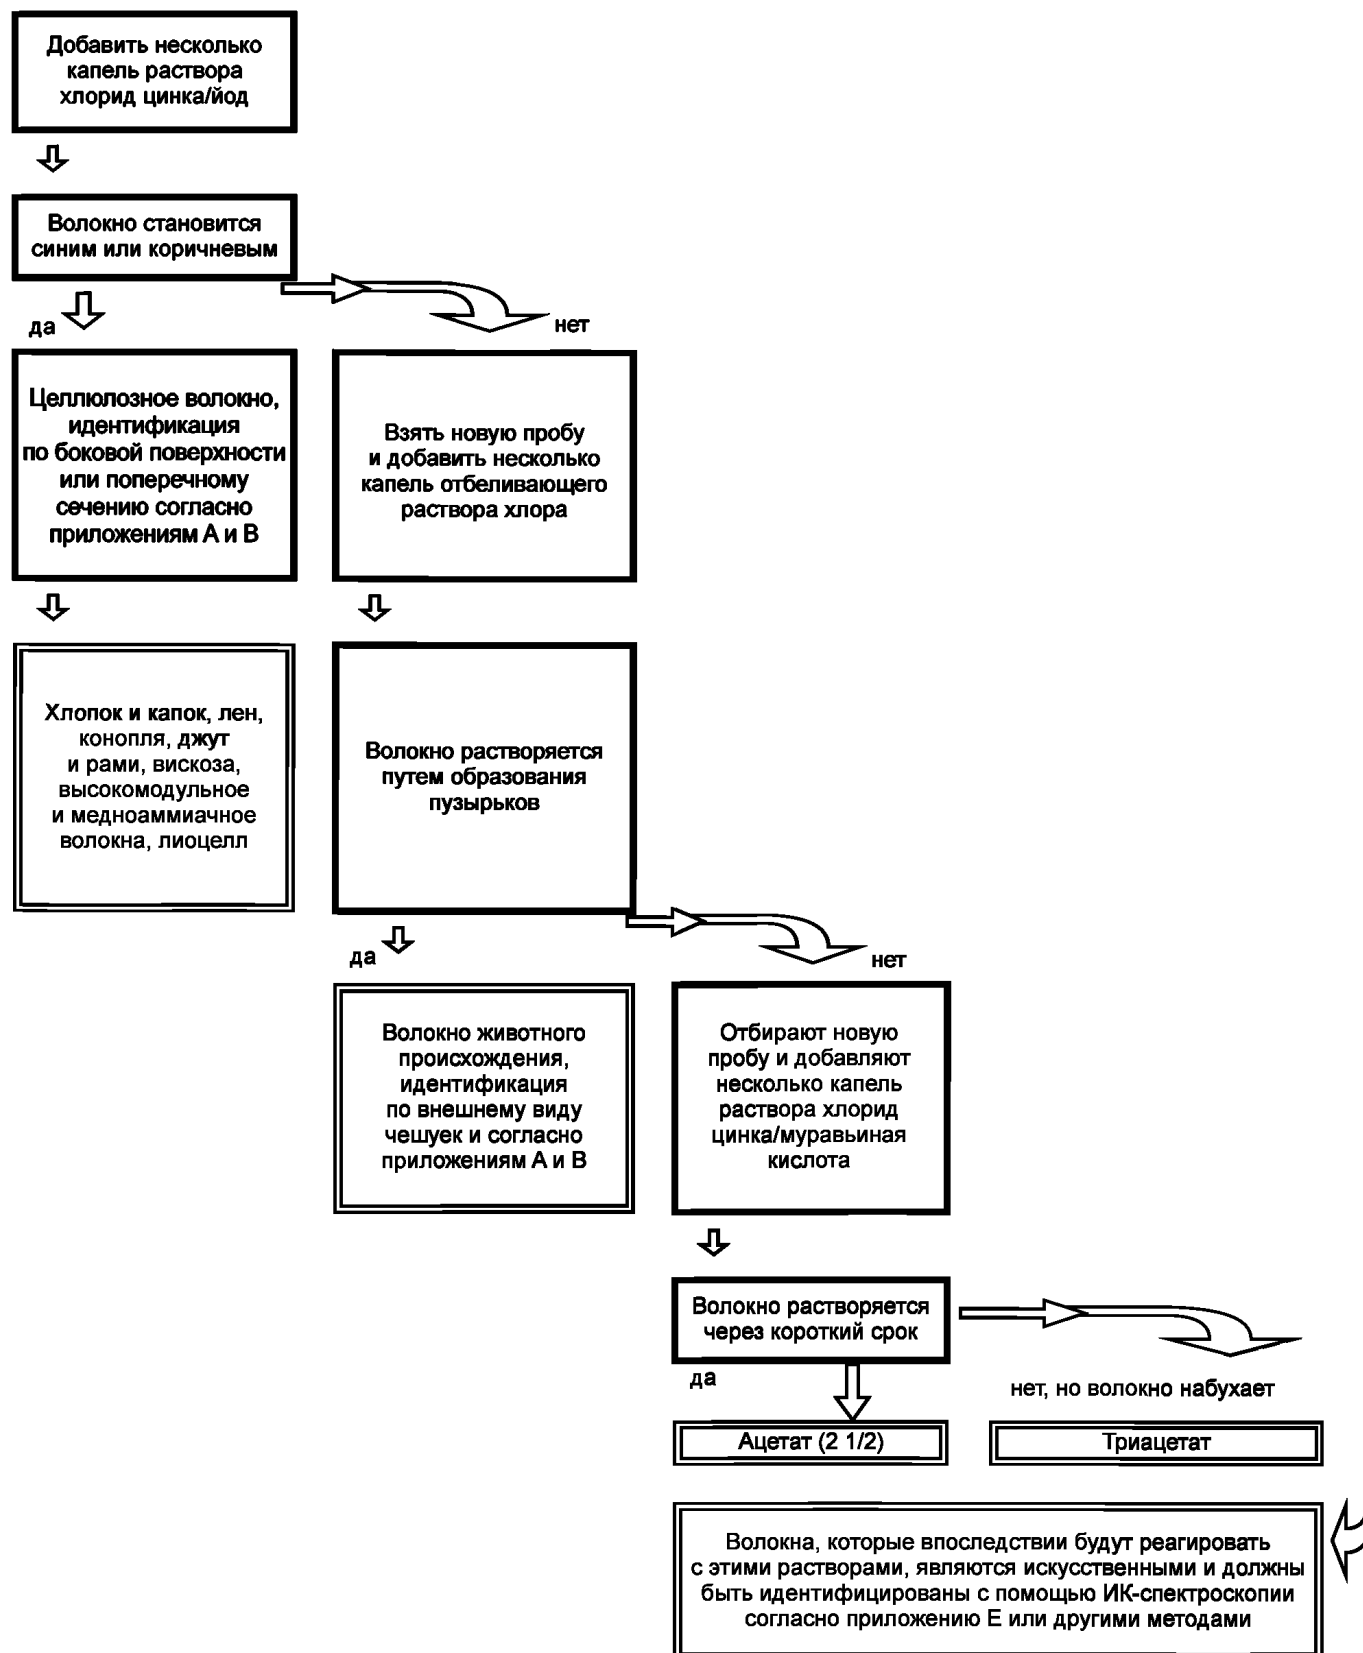 Добавить несколько
капель раствора
хлорид цинка/йод
Волокно становится
синим или коричневым
да
нет
Целлюлозное волокно,
идентификация
по боковой поверхности
или поперечному
сечению согласно
приложениям А и В
Взять новую пробу
и добавить несколько
капель отбеливающего
раствора хлора
Хлопок и капок, лен,
конопля, джут
и рами, вискоза,
высокомодульное
и медноаммиачное
волокна, лиоцелл
Волокно растворяется
путем образования
пузырьков
да
нет
Волокно животного
происхождения,
идентификация
по внешнему виду
чешуек и согласно
приложениям А и В
Отбирают новую
пробу и добавляют
несколько капель
раствора хлорид
цинка/муравьиная
кислота
Волокно растворяется
через короткий срок
да
нет, но волокно набухает
Ацетат (2 1/2)
Триацетат
Волокна, которые впоследствии будут реагировать
с этими растворами, являются искусственными и должны
быть идентифицированы с помощью ИК-спектроскопии
согласно приложению Е или другими методами